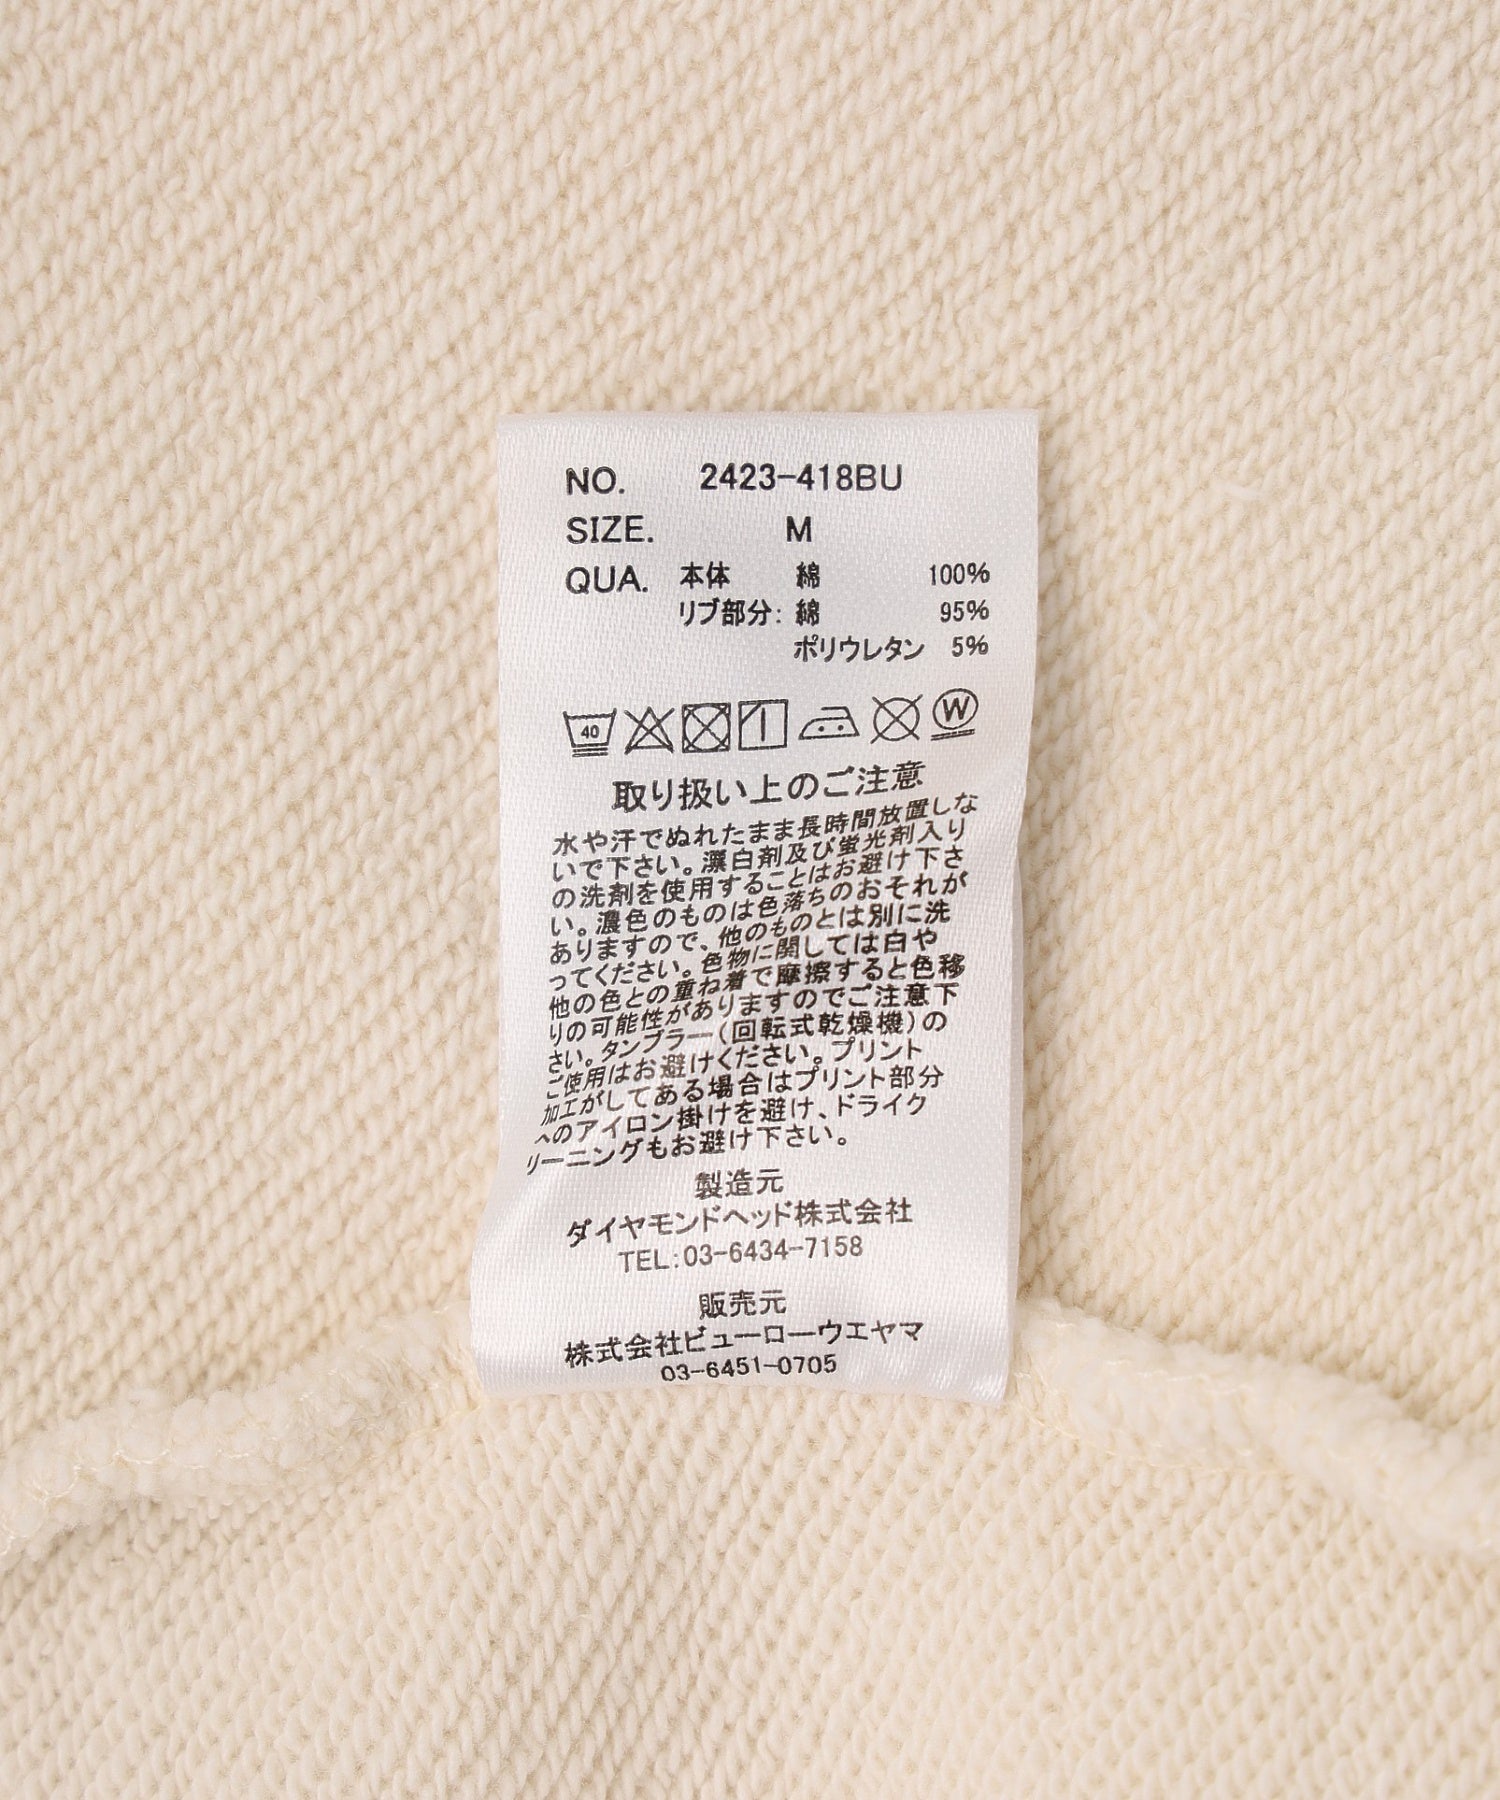 NO. 2423-418BU
SIZE. M
QUA. 本体 綿 100%
リブ部分: 綿 95%
ポリウレタン 5%
40 W
取り扱い上のご注意
水や汗でぬれたまま長時間放置しな
いで下さい。漂白剤及び蛍光剤入り
の洗剤を使用することはお避け下さ
い。濃色のものは色落ちのおそれが
ありますので、他のものとは別に洗
ってください。色物に関しては白や
他の色との重ね着で摩擦すると色移
りの可能性がありますのでご注意下
さい。タンブラー(回転式乾燥機)の
ご使用はお避けください。プリント
加工がしてある場合はプリント部分
へのアイロン掛けを避け、ドライク
リーニングもお避け下さい。
製造元
ダイヤモンドヘッド株式会社
TEL:03-6434-7158
販売元
株式会社ビューローウエヤマ
03-6451-0705